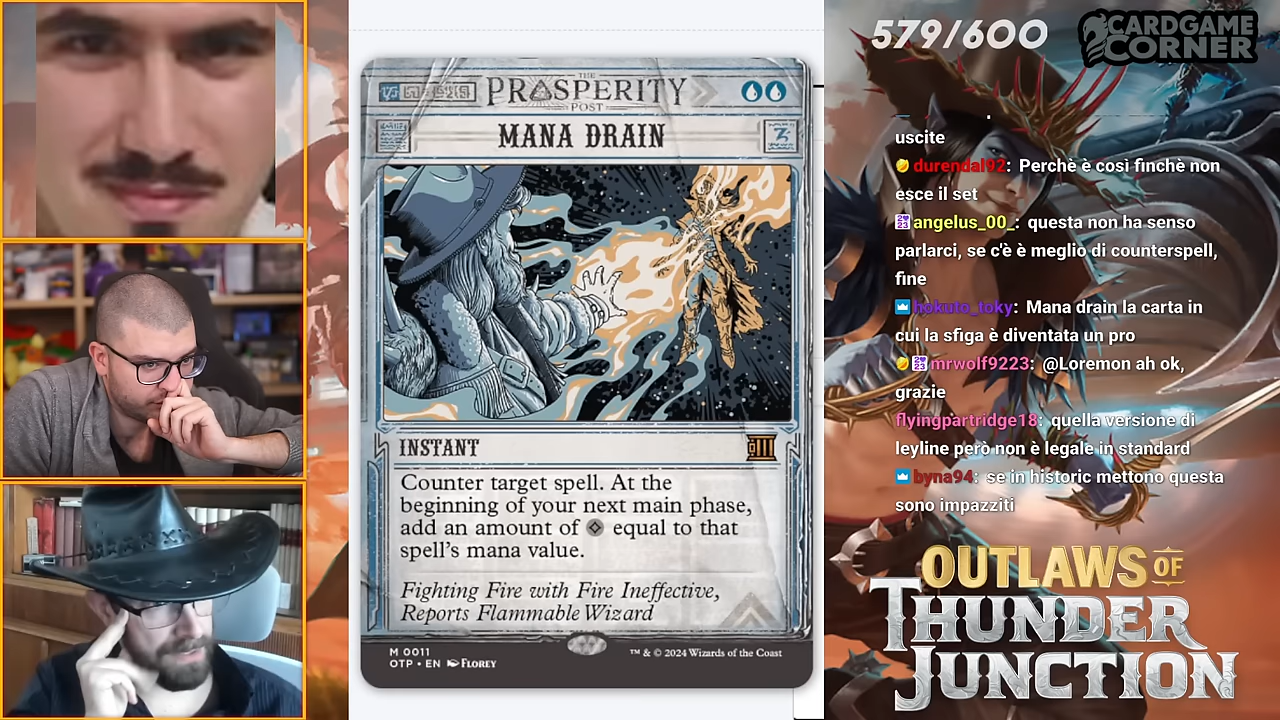 579/600
CARDGAME
CORNER
THE
PROSPERITY
POST
MANA DRAIN
INSTANT
Counter target spell. At the
beginning of your next main phase,
add an amount of equal to that
spell's mana value.
Fighting Fire with Fire Ineffective,
Reports Flammable Wizard
M 0011
OTP • EN FLOREY
™ & © 2024 Wizards of the Coast
uscite
durendal92: Perchè è così finchè non
esce il set
angelus_00_: questa non ha senso
parlarci, se c'è è meglio di counterspell,
fine
hokuto_toky: Mana drain la carta in
cui la sfiga è diventata un pro
mrwolf9223: @Loremon ah ok,
grazie
flyingpartridge18: quella versione di
leyline però non è legale in standard
byna94: se in historic mettono questa
sono impazziti
OUTLAWS OF
THUNDER
JUNCTION